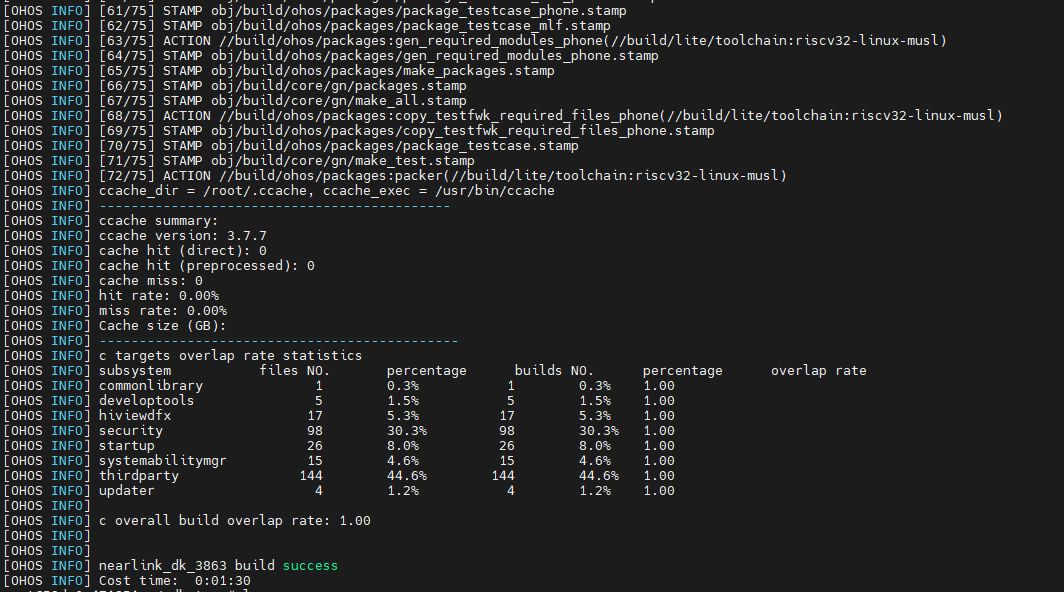 [OHOS INFO] [61/75] STAMP obj/build/ohos/packages/package_testcase_phone.stamp
[OHOS INFO] [62/75] STAMP obj/build/ohos/packages/package_testcase_mlf.stamp
[OHOS INFO] [63/75] ACTION //build/ohos/packages:gen_required_modules_phone(//build/lite/toolchain:riscv32-linux-musl)
[OHOS INFO] [64/75] STAMP obj/build/ohos/packages/gen_required_modules_phone.stamp
[OHOS INFO] [65/75] STAMP obj/build/ohos/packages/make_packages.stamp
[OHOS INFO] [66/75] STAMP obj/build/core/gn/packages.stamp
[OHOS INFO] [67/75] STAMP obj/build/core/gn/make_all.stamp
[OHOS INFO] [68/75] ACTION //build/ohos/packages:copy_testfwk_required_files_phone(//build/lite/toolchain:riscv32-linux-musl)
[OHOS INFO] [69/75] STAMP obj/build/ohos/packages/copy_testfwk_required_files_phone.stamp
[OHOS INFO] [70/75] STAMP obj/build/ohos/packages/package_testcase.stamp
[OHOS INFO] [71/75] STAMP obj/build/core/gn/make_test.stamp
[OHOS INFO] [72/75] ACTION //build/ohos/packages:packer(//build/lite/toolchain:riscv32-linux-musl)
[OHOS INFO] ccache_dir = /root/.ccache, ccache_exec = /usr/bin/ccache
[OHOS INFO] --------------------------------------------
[OHOS INFO] ccache summary:
[OHOS INFO] ccache version: 3.7.7
[OHOS INFO] cache hit (direct): 0
[OHOS INFO] cache hit (preprocessed): 0
[OHOS INFO] cache miss: 0
[OHOS INFO] hit rate: 0.00%
[OHOS INFO] miss rate: 0.00%
[OHOS INFO] Cache size (GB):
[OHOS INFO] ---------------------------------------------
[OHOS INFO] c targets overlap rate statistics
[OHOS INFO] subsystem files NO. percentage builds NO. percentage overlap rate
[OHOS INFO] commonlibrary 1 0.3% 1 0.3% 1.00
[OHOS INFO] developtools 5 1.5% 5 1.5% 1.00
[OHOS INFO] hiviewdfx 17 5.3% 17 5.3% 1.00
[OHOS INFO] security 98 30.3% 98 30.3% 1.00
[OHOS INFO] startup 26 8.0% 26 8.0% 1.00
[OHOS INFO] systemabilitymgr 15 4.6% 15 4.6% 1.00
[OHOS INFO] thirdparty 144 44.6% 144 44.6% 1.00
[OHOS INFO] updater 4 1.2% 4 1.2% 1.00
[OHOS INFO]
[OHOS INFO] c overall build overlap rate: 1.00
[OHOS INFO]
[OHOS INFO]
[OHOS INFO] nearlink_dk_3863 build success
[OHOS INFO] Cost time: 0:01:30